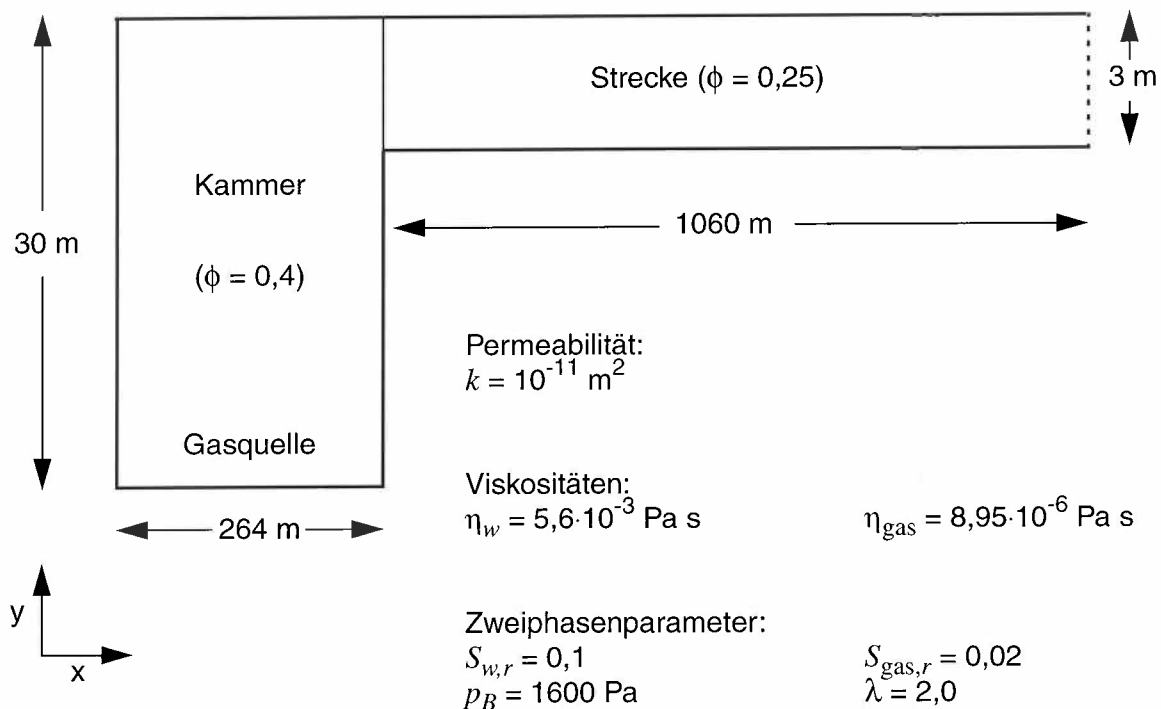 Strecke (ϕ = 0,25)
3 m
Kammer
30 m
1060 m
(ϕ = 0,4)
Permeabilität:
k = 10⁻¹¹ m²
Gasquelle
Viskositäten:
η_w = 5,6·10⁻³ Pa s η_gas = 8,95·10⁻⁶ Pa s
264 m
y
x
Zweiphasenparameter:
S_w,r = 0,1 S_gas,r = 0,02
p_B = 1600 Pa λ = 2,0